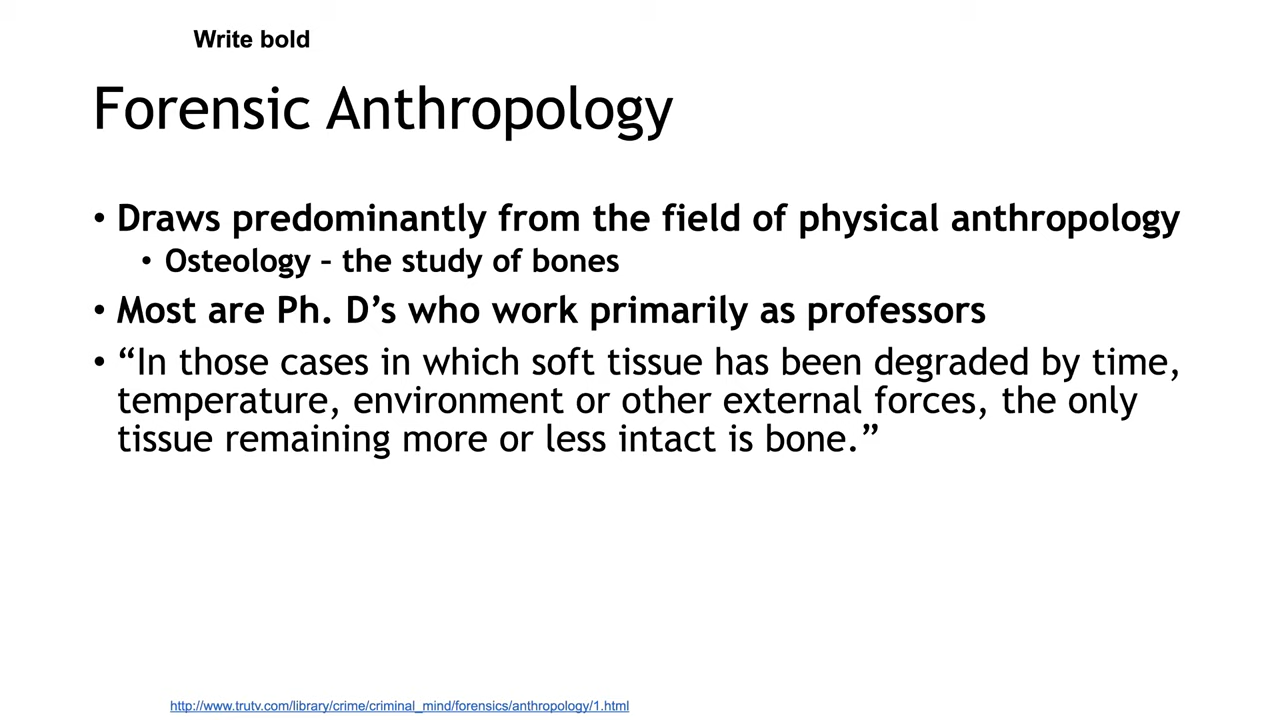 Write bold
Forensic Anthropology
• Draws predominantly from the field of physical anthropology
• Osteology – the study of bones
• Most are Ph. D’s who work primarily as professors
• “In those cases in which soft tissue has been degraded by time,
temperature, environment or other external forces, the only
tissue remaining more or less intact is bone.”
http://www.trutv.com/library/crime/criminal_mind/forensics/anthropology/1.html